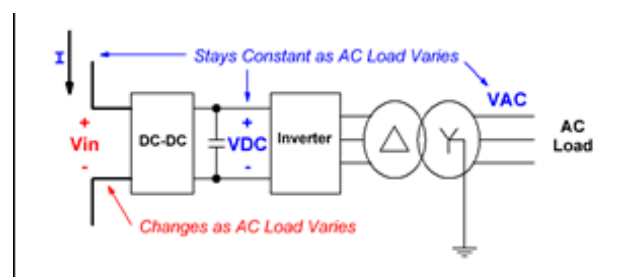 I
Stays Constant as AC Load Varies
VAC
+
Vin
-
DC-DC
+
VDC
-
Inverter
AC
Load
Changes as AC Load Varies